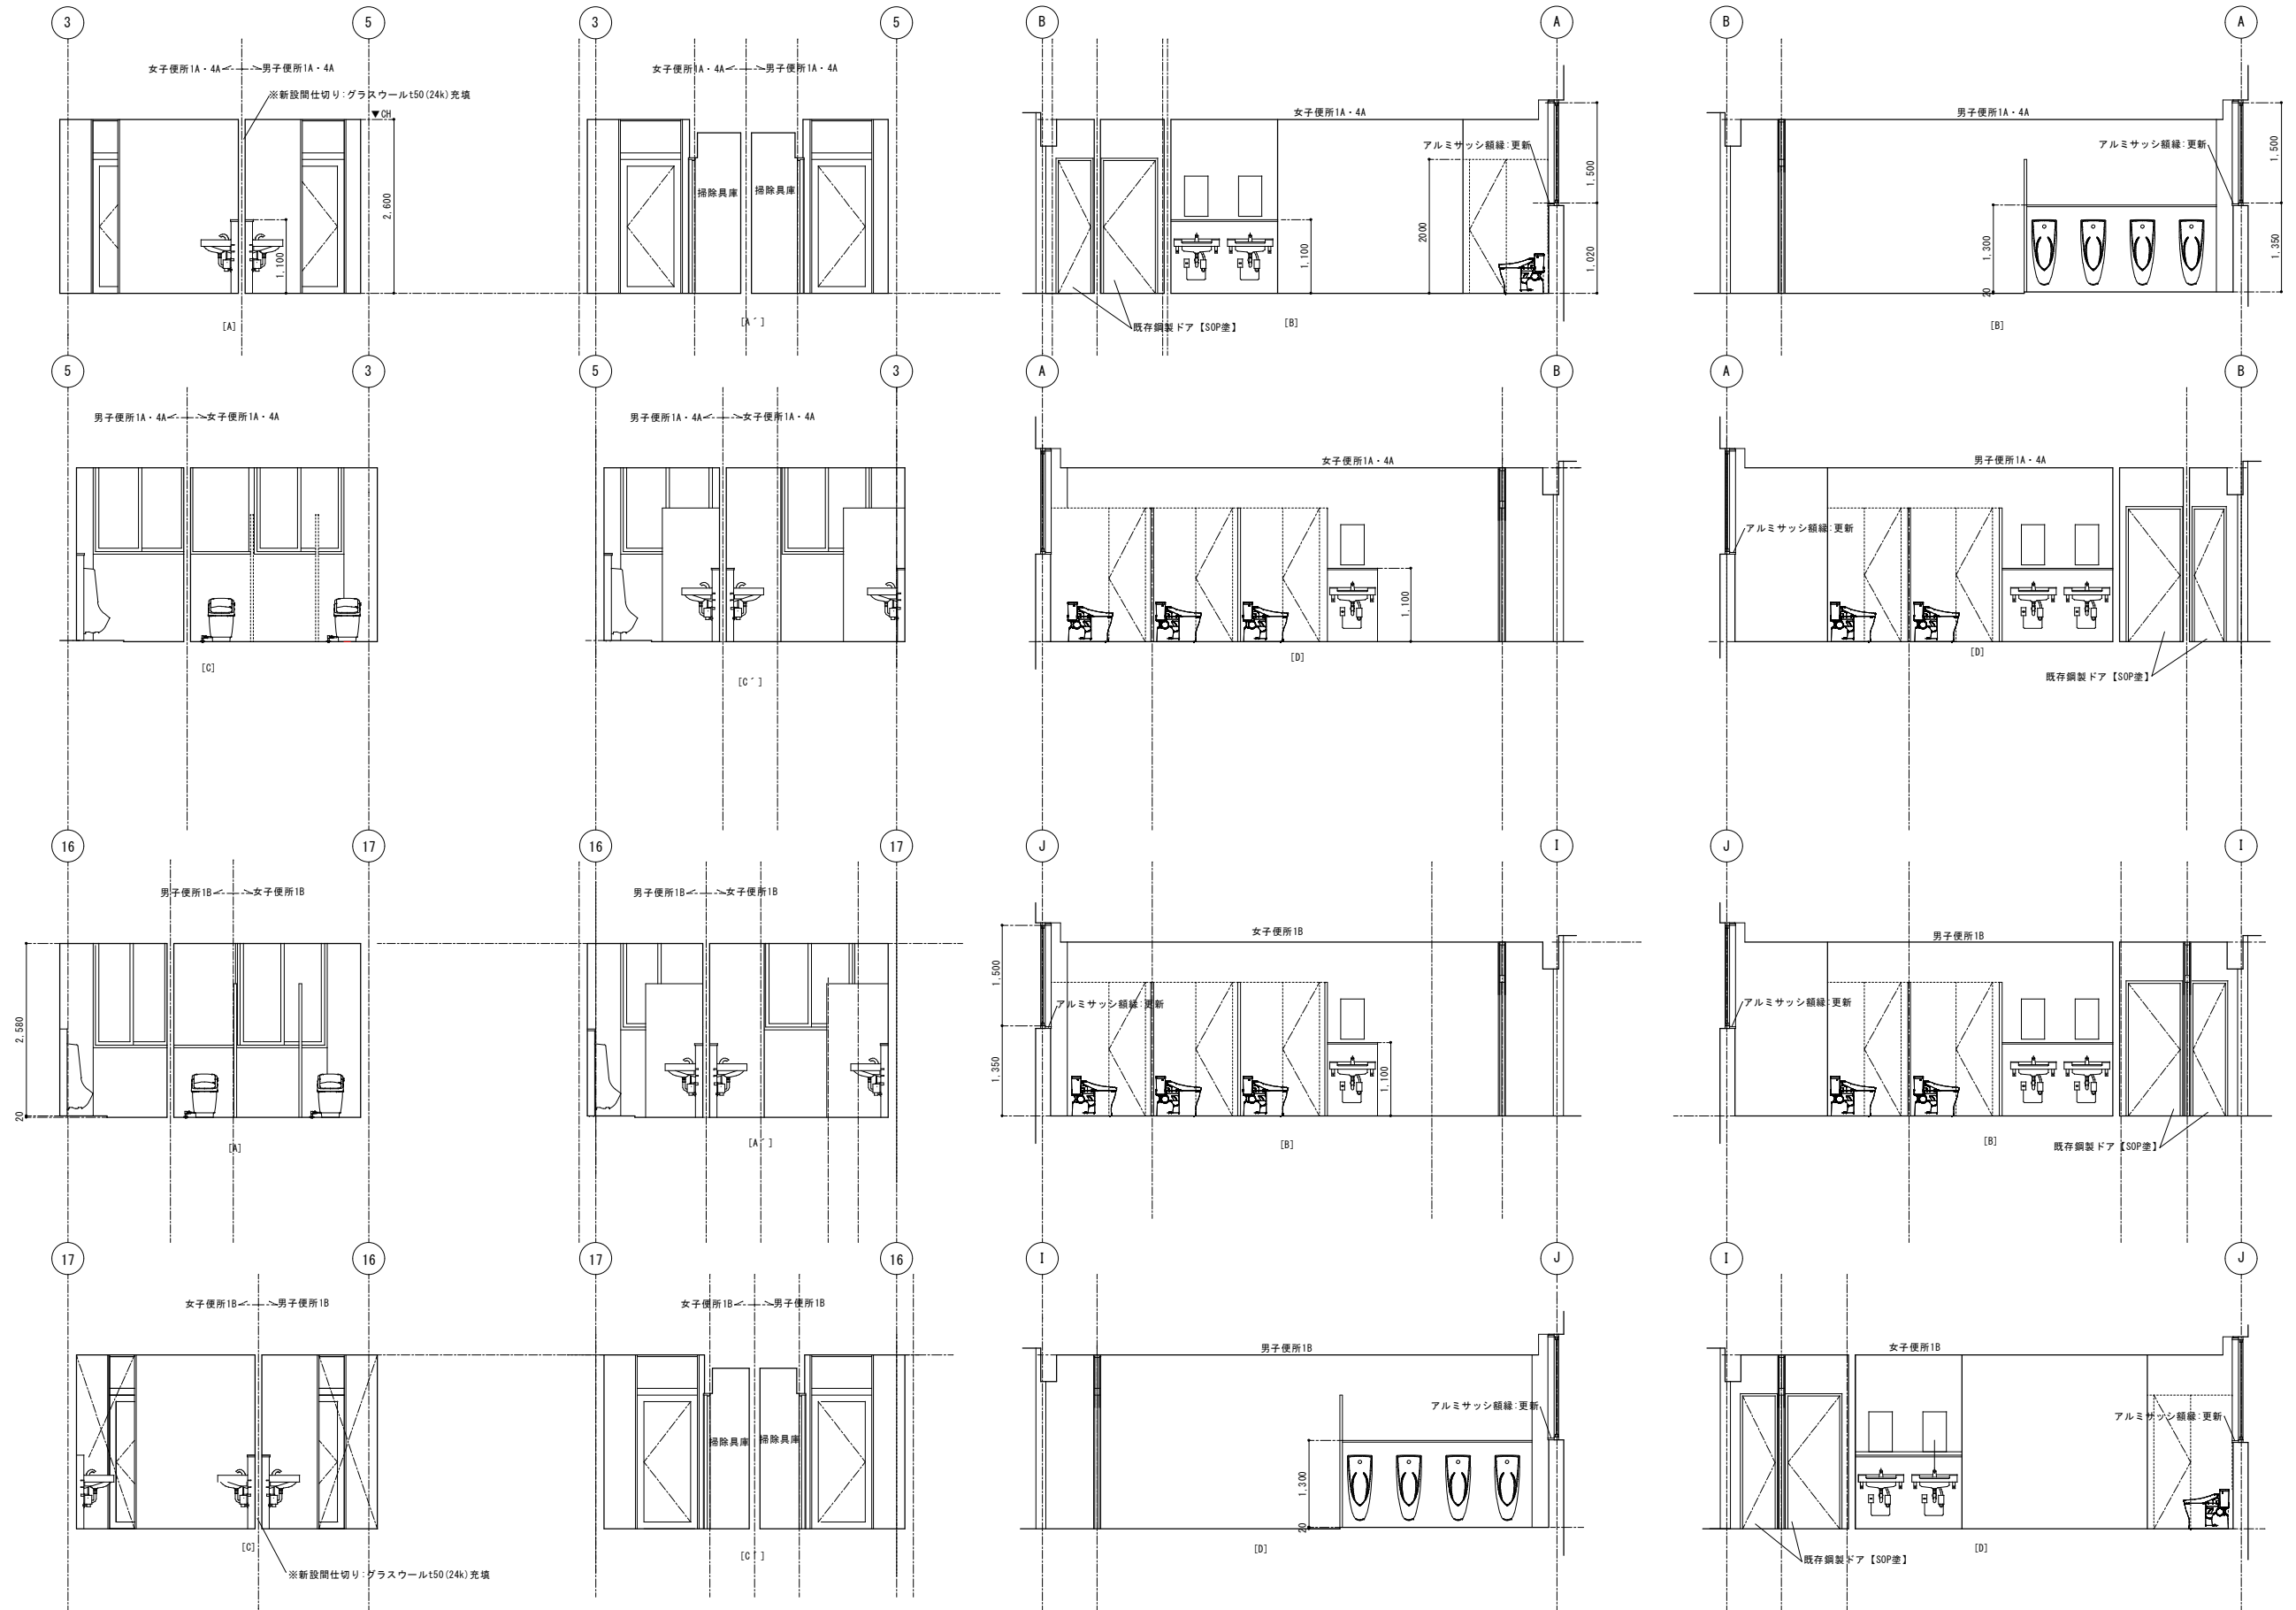 3
5
3
5
B
A
B
A
女子便所1A・4A
男子便所1A・4A
女子便所1A・4A
男子便所1A・4A
※新設間仕切り:グラスウールt50(24k)充填
▼CH
女子便所1A・4A
男子便所1A・4A
アルミサッシ額縁:更新
アルミサッシ額縁:更新
掃除具庫
掃除具庫
2,600
1,100
1,100
2000
1,500
1,020
1,300
20
1,500
1,350
[A]
[A´]
既存鋼製ドア【SOP塗】
[B]
[B]
5
3
5
3
A
B
A
B
男子便所1A・4A
女子便所1A・4A
男子便所1A・4A
女子便所1A・4A
女子便所1A・4A
男子便所1A・4A
アルミサッシ額縁:更新
1,100
[C]
[C´]
[D]
[D]
既存鋼製ドア【SOP塗】
16
17
16
17
J
I
J
I
男子便所1B
女子便所1B
男子便所1B
女子便所1B
女子便所1B
男子便所1B
アルミサッシ額縁:更新
アルミサッシ額縁:更新
2,580
20
1,500
1,350
1,100
[A]
[A´]
[B]
[B]
既存鋼製ドア【SOP塗】
17
16
17
16
I
J
I
J
女子便所1B
男子便所1B
女子便所1B
男子便所1B
男子便所1B
女子便所1B
アルミサッシ額縁:更新
アルミサッシ額縁:更新
掃除具庫
掃除具庫
1,300
20
[C]
[C´]
[D]
[D]
※新設間仕切り:グラスウールt50(24k)充填
既存鋼製ドア【SOP塗】